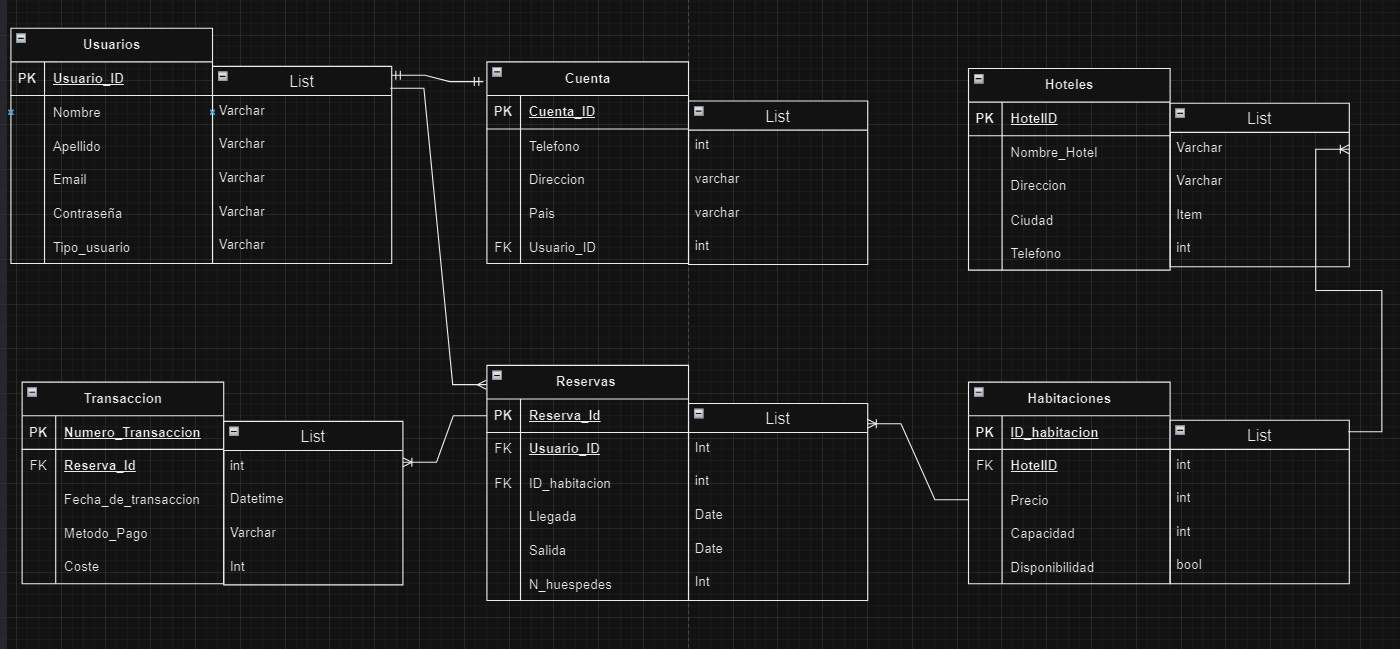 Usuarios
PK Usuario_ID
List
Nombre Varchar
Apellido Varchar
Email Varchar
Contraseña Varchar
Tipo_usuario Varchar
Cuenta
PK Cuenta_ID
List
Telefono int
Direccion varchar
Pais varchar
FK Usuario_ID int
Hoteles
PK HotelID
List
Nombre_Hotel Varchar
Direccion Varchar
Ciudad Item
Telefono int
Transaccion
PK Numero_Transaccion
List
FK Reserva_Id int
Fecha_de_transaccion Datetime
Metodo_Pago Varchar
Coste Int
Reservas
PK Reserva_Id
List
FK Usuario_ID Int
FK ID_habitacion int
Llegada Date
Salida Date
N_huespedes Int
Habitaciones
PK ID_habitacion
List
FK HotelID int
Precio int
Capacidad int
Disponibilidad bool